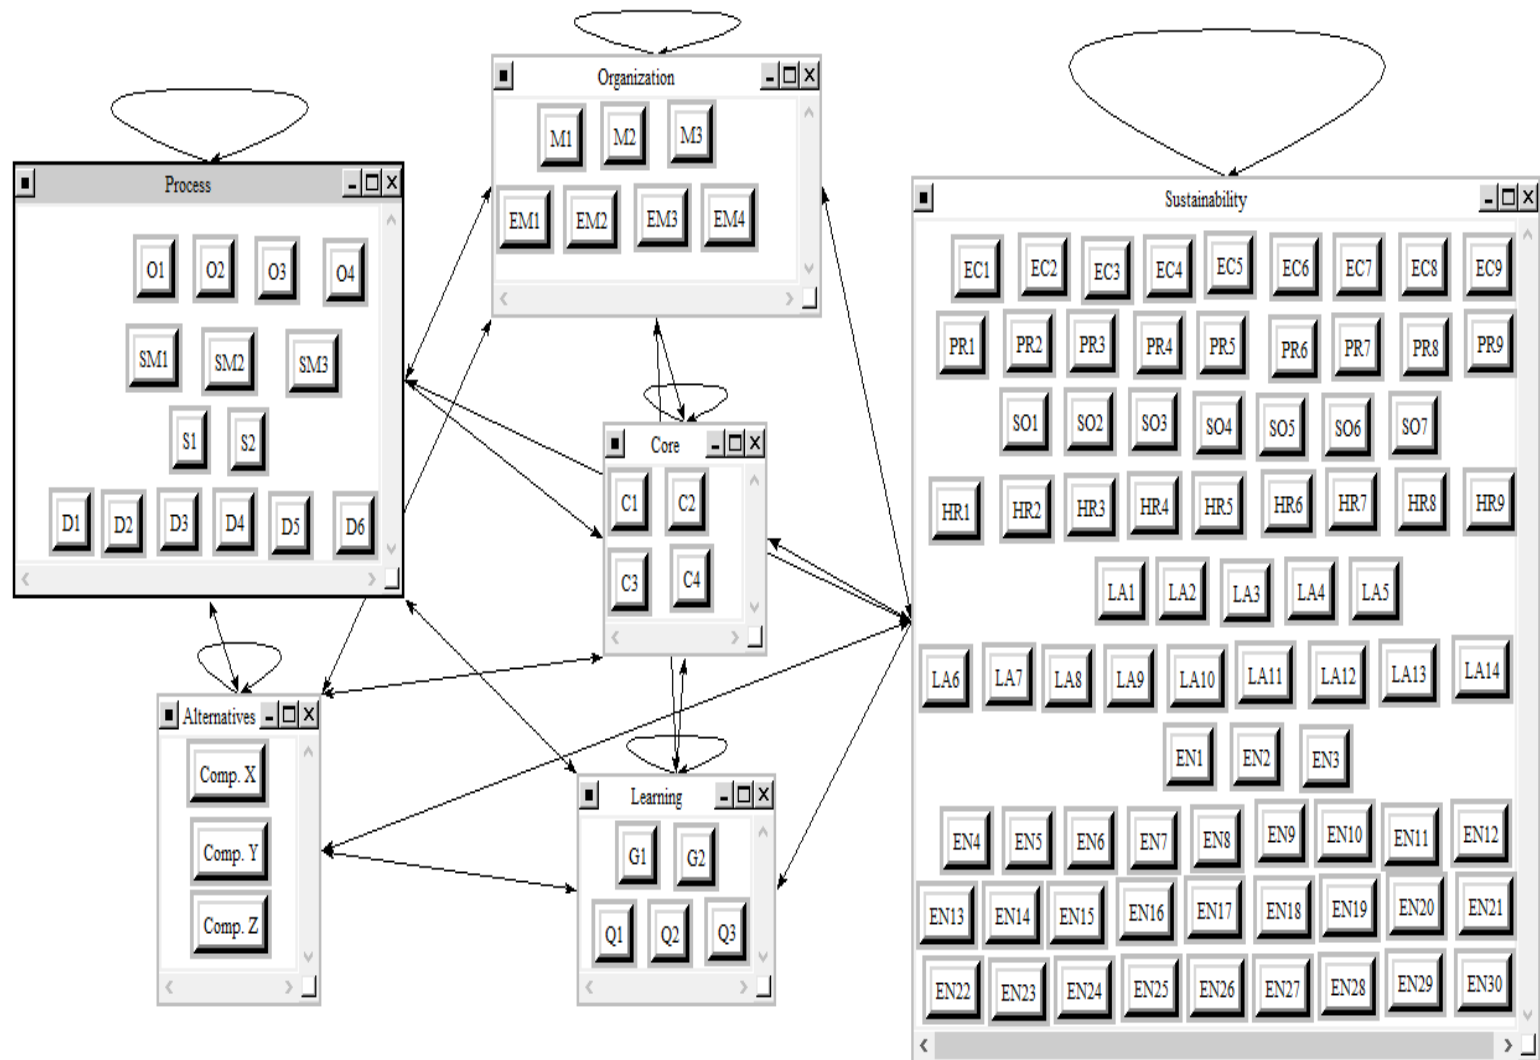 Process
O1 O2 O3 O4
SM1 SM2 SM3
S1 S2
D1 D2 D3 D4 D5 D6
Organization
M1 M2 M3
EM1 EM2 EM3 EM4
Core
C1 C2
C3 C4
Alternatives
Comp. X
Comp. Y
Comp. Z
Learning
G1 G2
Q1 Q2 Q3
Sustainability
EC1 EC2 EC3 EC4 EC5 EC6 EC7 EC8 EC9
PR1 PR2 PR3 PR4 PR5 PR6 PR7 PR8 PR9
SO1 SO2 SO3 SO4 SO5 SO6 SO7
HR1 HR2 HR3 HR4 HR5 HR6 HR7 HR8 HR9
LA1 LA2 LA3 LA4 LA5
LA6 LA7 LA8 LA9 LA10 LA11 LA12 LA13 LA14
EN1 EN2 EN3
EN4 EN5 EN6 EN7 EN8 EN9 EN10 EN11 EN12
EN13 EN14 EN15 EN16 EN17 EN18 EN19 EN20 EN21
EN22 EN23 EN24 EN25 EN26 EN27 EN28 EN29 EN30